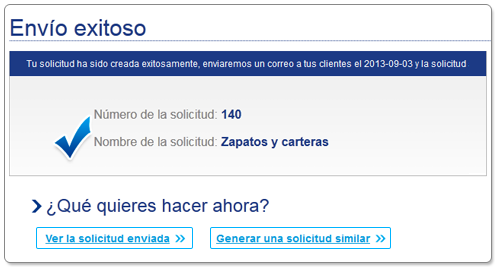 Envío exitoso
Tu solicitud ha sido creada exitosamente, enviaremos un correo a tus clientes el 2013-09-03 y la solicitud
Número de la solicitud: 140
Nombre de la solicitud: Zapatos y carteras
¿Qué quieres hacer ahora?
Ver la solicitud enviada »
Generar una solicitud similar »